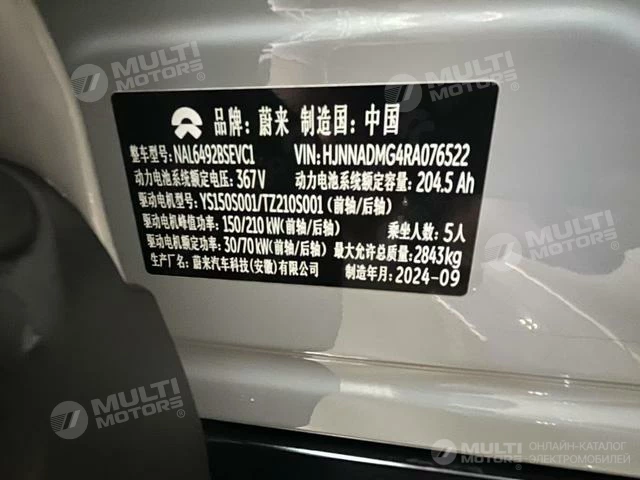 MULTI MOTORS
MULTI MOTORS
品牌: 蔚来 制造国: 中国
整车型号: NAL6492BSEVC1 VIN: HJNNADMG4RA076522
动力电池系统额定电压: 367V 动力电池系统额定容量: 204.5 Ah
驱动电机型号: YS150S001/TZ210S001 (前轴/后轴)
驱动电机峰值功率: 150/210 kW(前轴/后轴) 乘坐人数: 5人
驱动电机额定功率: 30/70 kW(前轴/后轴) 最大允许总质量: 2843kg
生产厂名: 蔚来汽车科技(安徽)有限公司 制造年月: 2024-09
MULTI MOTORS
MULTI MOTORS
MULTI MOTORS ОНЛАЙН-КАТАЛОГ ЭЛЕКТРОМОБИЛЕЙ